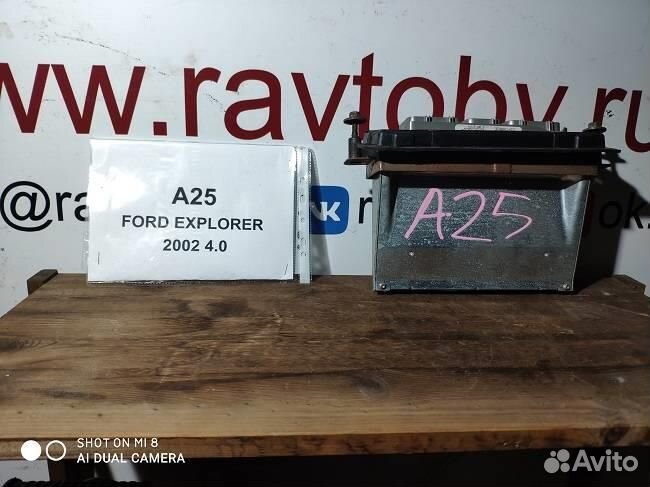 www.ravtoby.ru
@ra
A25
FORD EXPLORER
2002 4.0
A25
SHOT ON MI 8
AI DUAL CAMERA
Avito